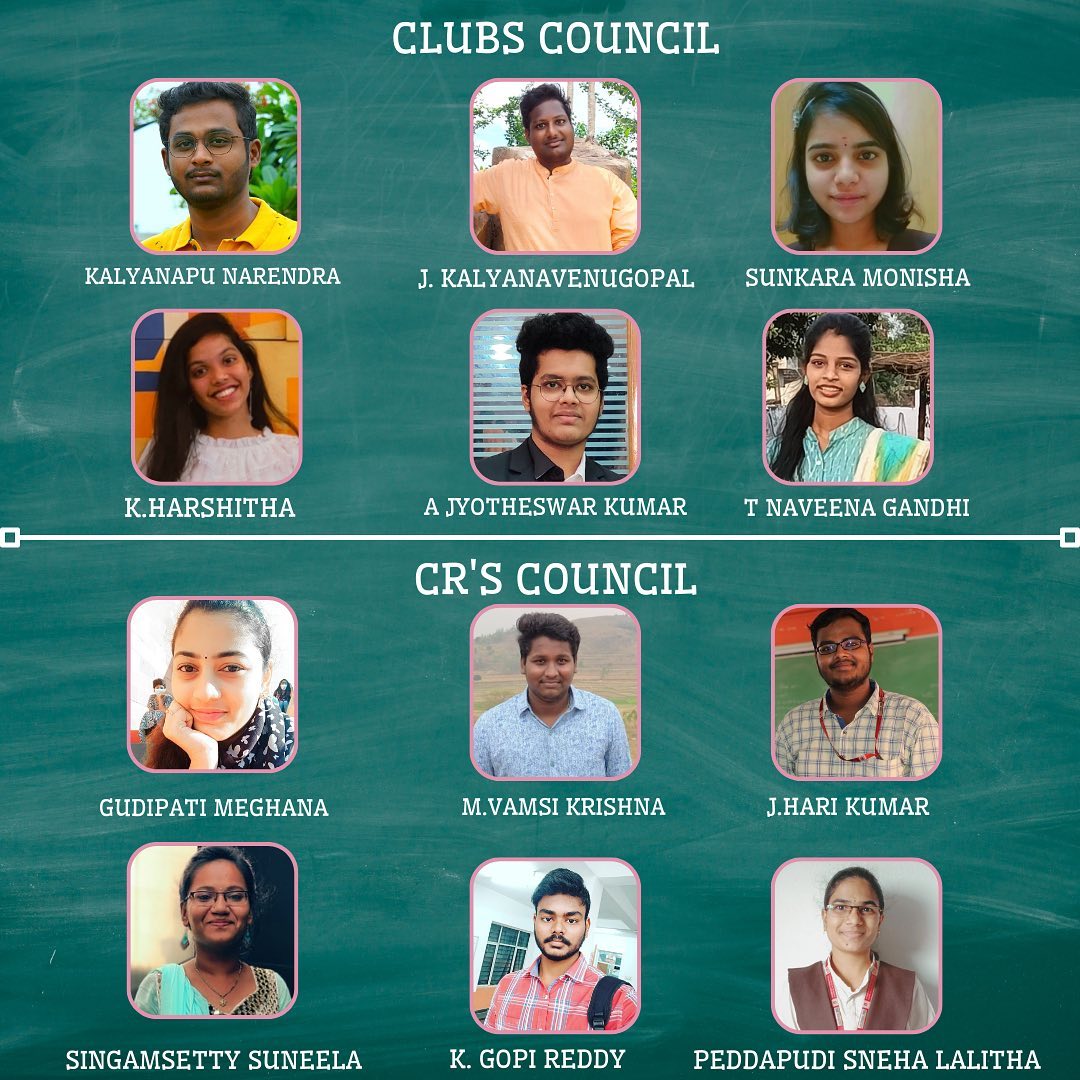 CLUBS COUNCIL
KALYANAPU NARENDRA
J. KALYANAVENUGOPAL
SUNKARA MONISHA
K.HARSHITHA
A JYOTHESWAR KUMAR
T NAVEENA GANDHI
CR'S COUNCIL
GUDIPATI MEGHANA
M.VAMSI KRISHNA
J.HARI KUMAR
SINGAMSETTY SUNEELA
K. GOPI REDDY
PEDDAPUDI SNEHA LALITHA